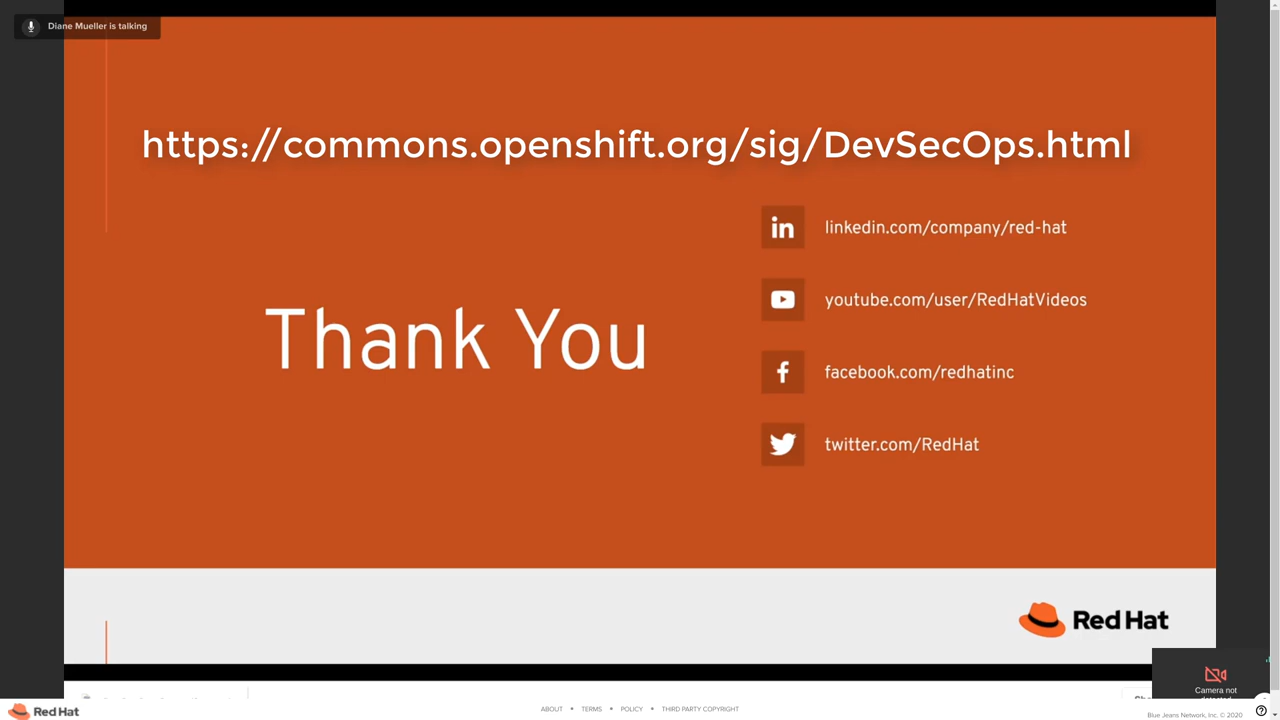 Diane Mueller is talking
https://commons.openshift.org/sig/DevSecOps.html
linkedin.com/company/red-hat
youtube.com/user/RedHatVideos
Thank You
facebook.com/redhatinc
twitter.com/RedHat
Red Hat
Camera not
Red Hat
ABOUT • TERMS • POLICY • THIRD PARTY COPYRIGHT
Blue Jeans Network, Inc. © 2020